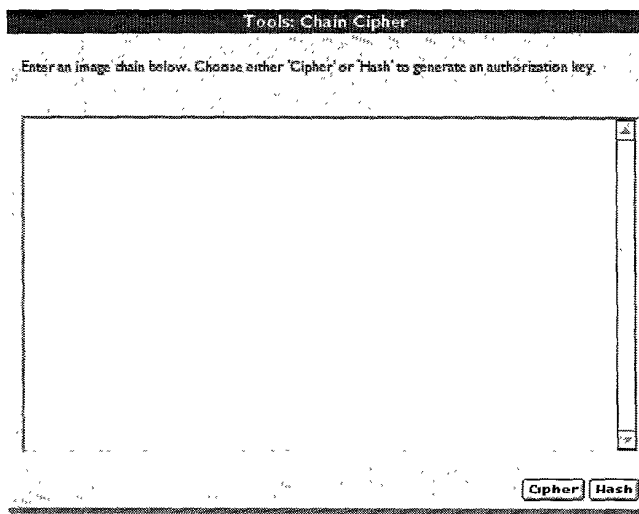 Tools: Chain Cipher
Enter an image chain below. Choose either 'Cipher' or 'Hash' to generate an authorization key.
Cipher Hash